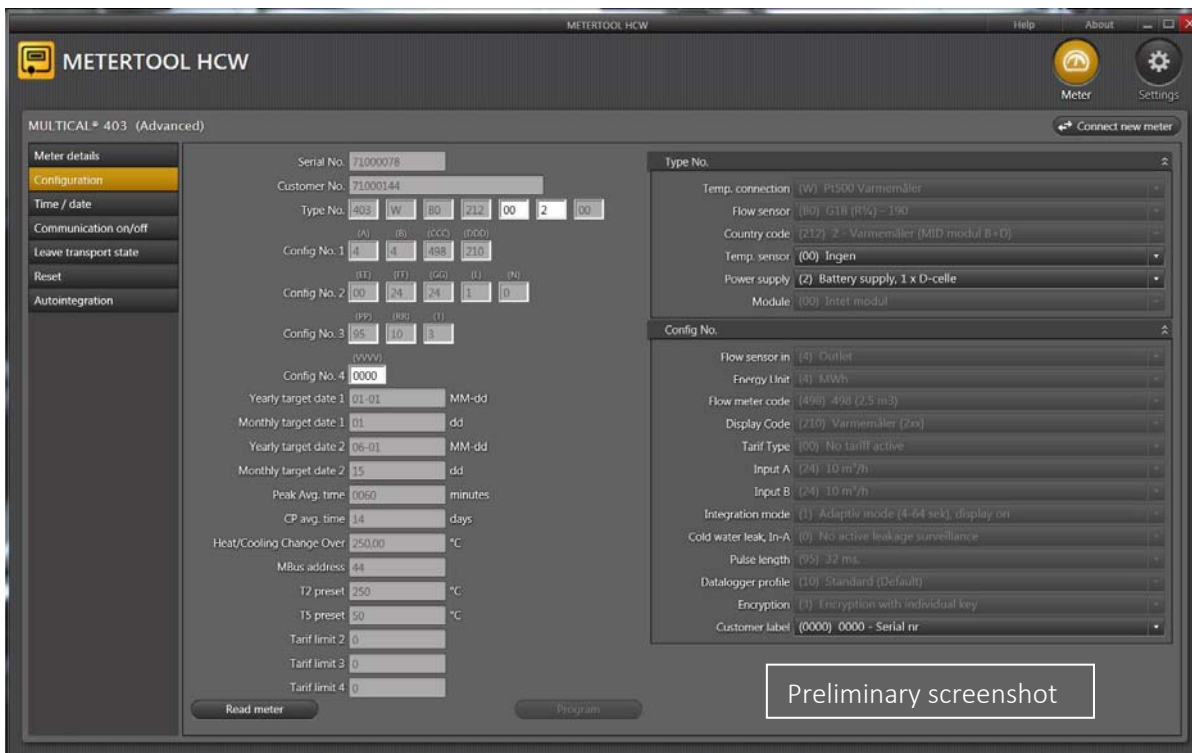 METERTOOL HCW Help About
METERTOOL HCW
Meter Settings
MULTICAL® 403 (Advanced)
Connect new meter
Meter details
Configuration
Time / date
Communication on/off
Leave transport state
Reset
Autointegration
Serial No. 71000078
Customer No. 71000144
Type No. 403 W B0 212 00 2 00
(A) (B) (CCC) (DDD)
Config No. 1 4 4 498 210
(EE) (FF) (GG) (L) (N)
Config No. 2 00 24 24 1 0
(PP) (RR) (T)
Config No. 3 95 10 3
(VVVV)
Config No. 4 0000
Yearly target date 1 01-01 MM-dd
Monthly target date 1 01 dd
Yearly target date 2 06-01 MM-dd
Monthly target date 2 15 dd
Peak Avg. time 0060 minutes
CP avg. time 14 days
Heat/Cooling Change Over 250,00 °C
MBus address 44
T2 preset 250 °C
T5 preset 50 °C
Tarif limit 2 0
Tarif limit 3 0
Tarif limit 4 0
Read meter
Program
Type No.
Temp. connection (W) Pt500 Varmemåler
Flow sensor (B0) G1B (R¾) – 190
Country code (212) 2 - Varmemåler (MID modul B+D)
Temp. sensor (00) Ingen
Power supply (2) Battery supply, 1 x D-celle
Module (00) Intet modul
Config No.
Flow sensor in (4) Outlet
Energy Unit (4) MWh
Flow meter code (498) 498 (2,5 m3)
Display Code (210) Varmemåler (2xx)
Tarif Type (00) No tariff active
Input A (24) 10 m³/h
Input B (24) 10 m³/h
Integration mode (1) Adaptiv mode (4-64 sek), display on
Cold water leak, In-A (0) No active leakage surveillance
Pulse length (95) 32 ms.
Datalogger profile (10) Standard (Default)
Encryption (3) Encryption with individual key
Customer label (0000) 0000 - Serial nr
Preliminary screenshot